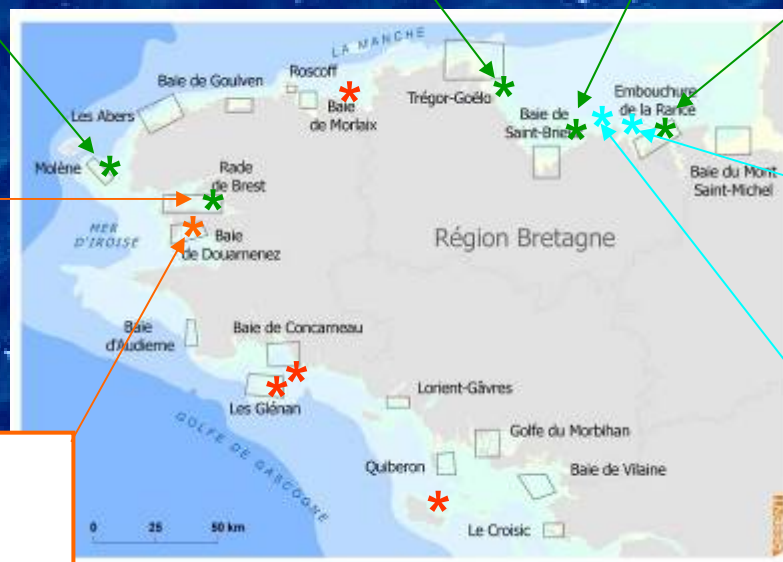 LA MANCHE
Roscoff
Baie de Goulven
Les Abers
Baie
de Morlaix
Trégor-Goëlo
Embouchure
de la Rance
Baie de
Saint-Brieuc
Molène
Rade
de Brest
Baie du Mont
Saint-Michel
MER
D'IROISE
Baie
de Douarnenez
Région Bretagne
Baie
d'Audierne
Baie de Concarneau
Les Glénan
Lorient-Gâvres
GOLFE DE GASCOGNE
Golfe du Morbihan
Quiberon
Baie de Vilaine
Le Croisic
0 25 50 km